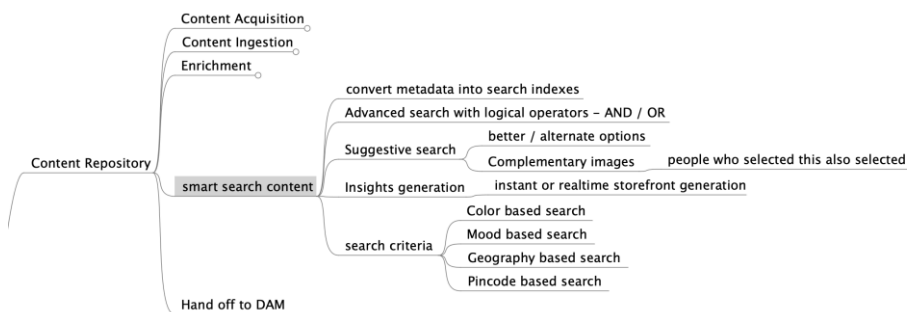 Content Acquisition
Content Ingestion
Enrichment
convert metadata into search indexes
Advanced search with logical operators - AND / OR
better / alternate options
Suggestive search
Complementary images
people who selected this also selected
Content Repository
smart search content
Insights generation
instant or realtime storefront generation
Color based search
Mood based search
search criteria
Geography based search
Pincode based search
Hand off to DAM